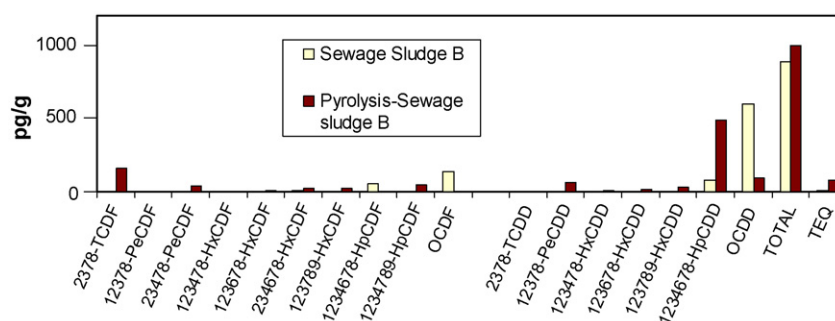 pg/g
1000
500
0
Sewage Sludge B
Pyrolysis-Sewage
sludge B
2378-TCDF
12378-PeCDF
23478-PeCDF
123478-HxCDF
123678-HxCDF
234678-HxCDF
123789-HxCDF
1234678-HpCDF
1234789-HpCDF
OCDF
2378-TCDD
12378-PeCDD
123478-HxCDD
123678-HxCDD
123789-HxCDD
1234678-HpCDD
OCDD
TOTAL
TEQ